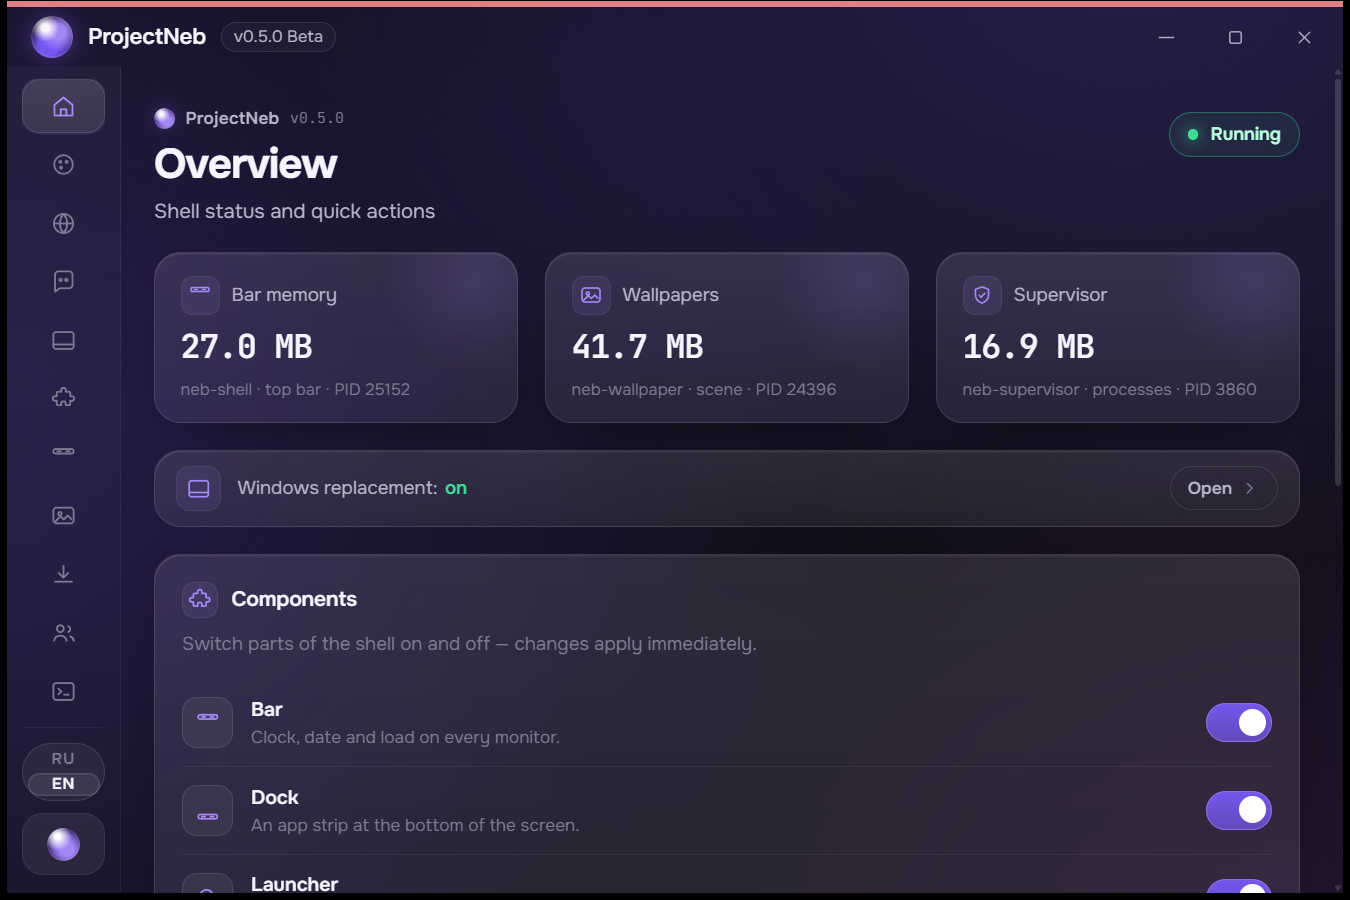 ProjectNeb v0.5.0 Beta
ProjectNeb v0.5.0
Running
Overview
Shell status and quick actions
Bar memory
27.0 MB
neb-shell · top bar · PID 25152
Wallpapers
41.7 MB
neb-wallpaper · scene · PID 24396
Supervisor
16.9 MB
neb-supervisor · processes · PID 3860
Windows replacement: on
Open
Components
Switch parts of the shell on and off — changes apply immediately.
Bar
Clock, date and load on every monitor.
Dock
An app strip at the bottom of the screen.
Launcher
RU
EN